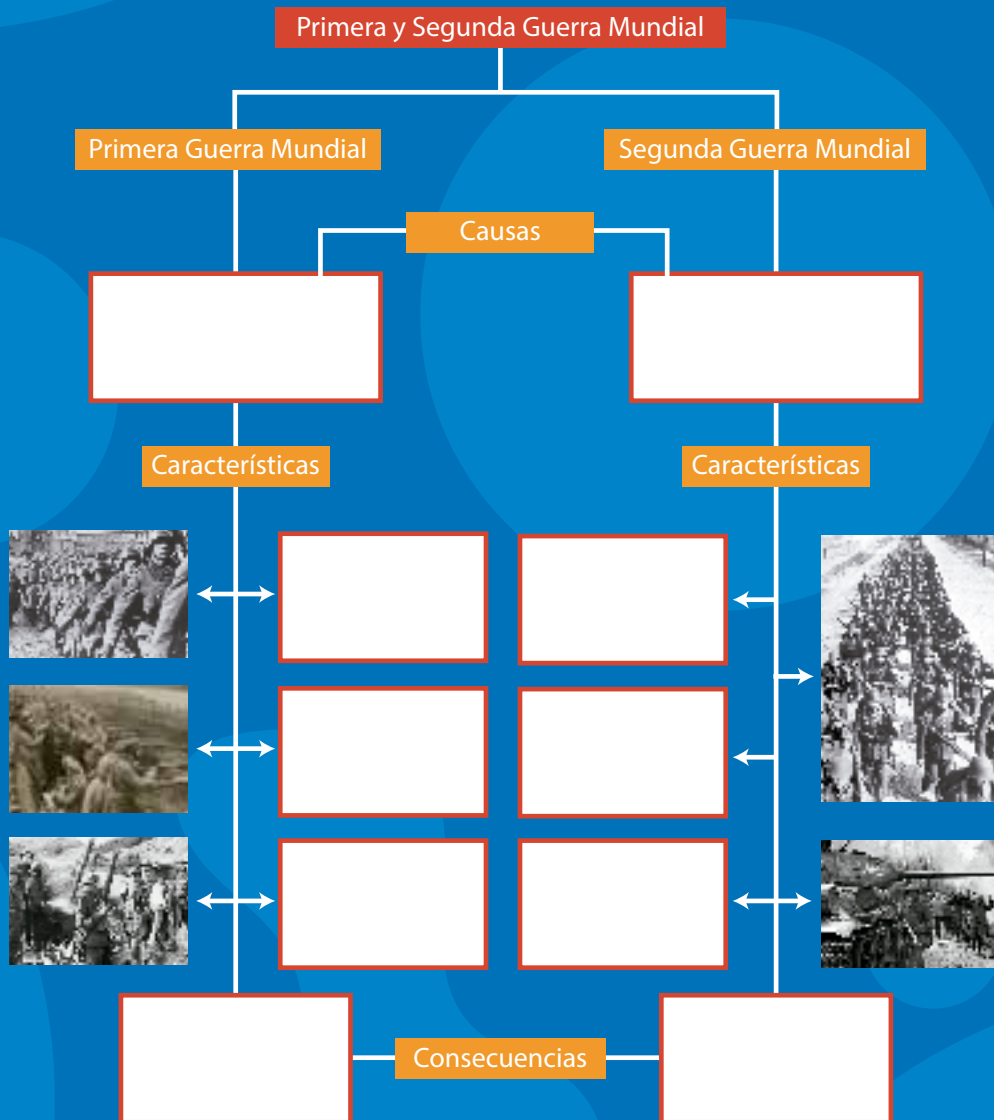 Primera y Segunda Guerra Mundial
Primera Guerra Mundial
Segunda Guerra Mundial
Causas
Características
Características
Consecuencias